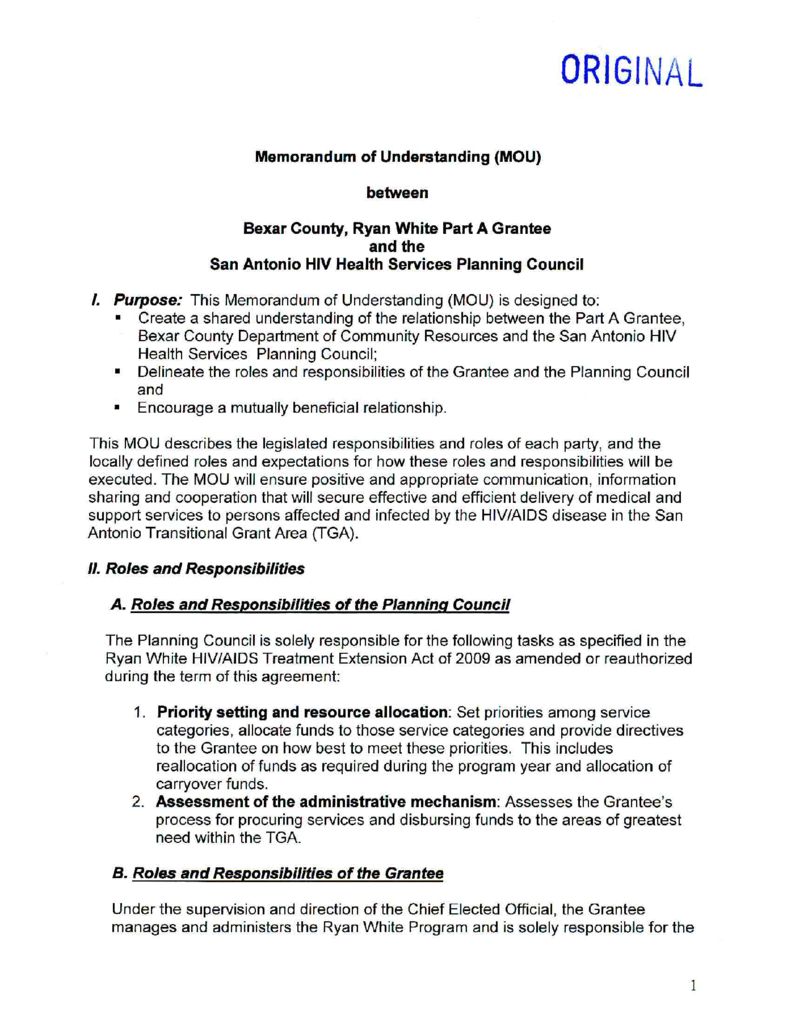 ORIGINAL
Memorandum of Understanding (MOU)
between
Bexar County, Ryan White Part A Grantee
and the
San Antonio HIV Health Services Planning Council
I. Purpose: This Memorandum of Understanding (MOU) is designed to:
▪ Create a shared understanding of the relationship between the Part A Grantee,
Bexar County Department of Community Resources and the San Antonio HIV
Health Services Planning Council;
▪ Delineate the roles and responsibilities of the Grantee and the Planning Council
and
▪ Encourage a mutually beneficial relationship.
This MOU describes the legislated responsibilities and roles of each party, and the
locally defined roles and expectations for how these roles and responsibilities will be
executed. The MOU will ensure positive and appropriate communication, information
sharing and cooperation that will secure effective and efficient delivery of medical and
support services to persons affected and infected by the HIV/AIDS disease in the San
Antonio Transitional Grant Area (TGA).
II. Roles and Responsibilities
A. Roles and Responsibilities of the Planning Council
The Planning Council is solely responsible for the following tasks as specified in the
Ryan White HIV/AIDS Treatment Extension Act of 2009 as amended or reauthorized
during the term of this agreement:
1. Priority setting and resource allocation: Set priorities among service
categories, allocate funds to those service categories and provide directives
to the Grantee on how best to meet these priorities. This includes
reallocation of funds as required during the program year and allocation of
carryover funds.
2. Assessment of the administrative mechanism: Assesses the Grantee's
process for procuring services and disbursing funds to the areas of greatest
need within the TGA.
B. Roles and Responsibilities of the Grantee
Under the supervision and direction of the Chief Elected Official, the Grantee
manages and administers the Ryan White Program and is solely responsible for the
1